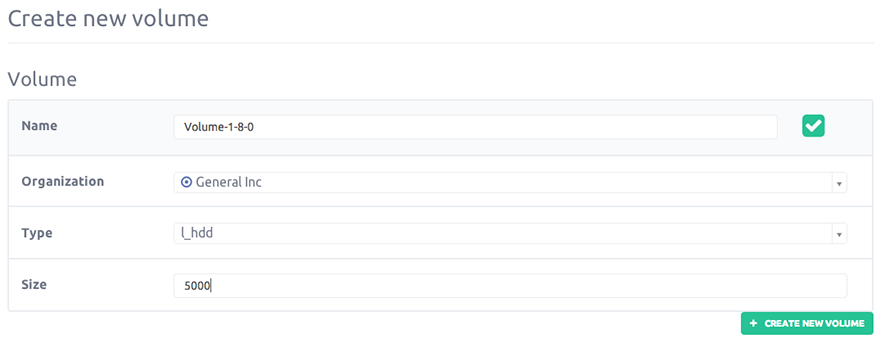 Create new volume
Volume
Name Volume-1-8-0
Organization General Inc
Type l_hdd
Size 5000
+ CREATE NEW VOLUME